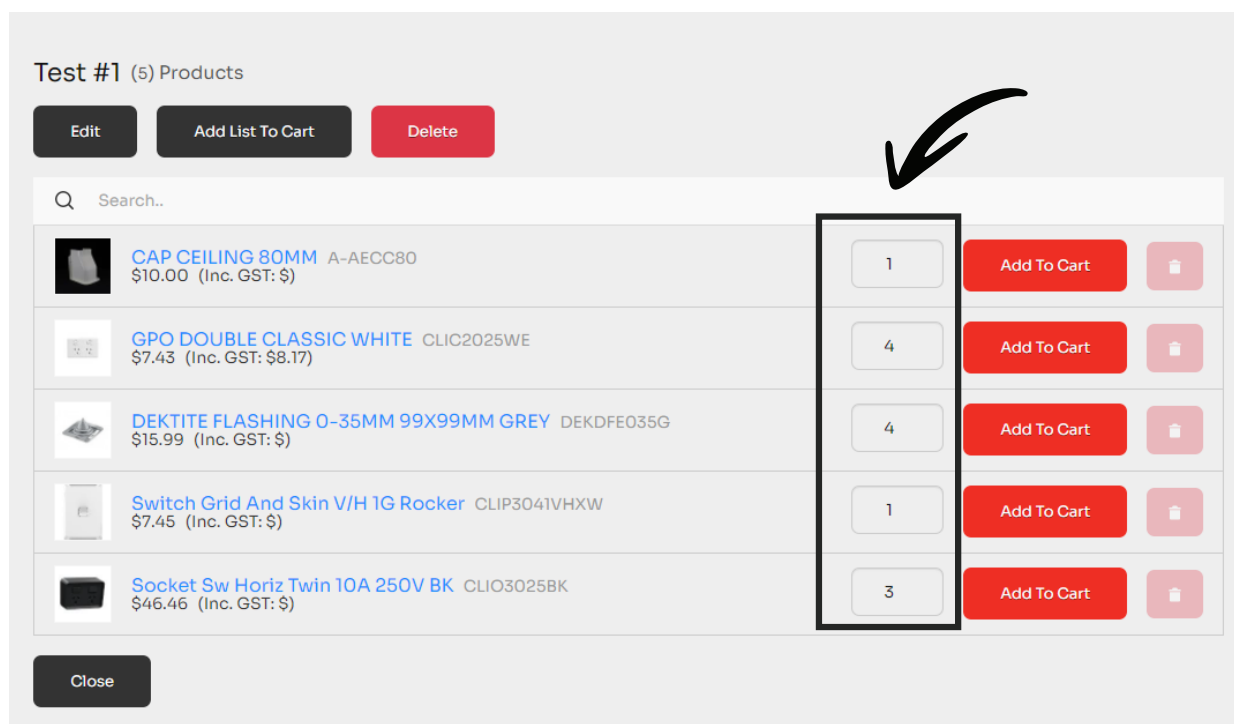 Test #1 (5) Products
Edit Add List To Cart Delete
Search..
CAP CEILING 80MM A-AECC80 1 Add To Cart
$10.00 (Inc. GST: $)
GPO DOUBLE CLASSIC WHITE CLIC2025WE 4 Add To Cart
$7.43 (Inc. GST: $8.17)
DEKTITE FLASHING 0-35MM 99X99MM GREY DEKDFE035G 4 Add To Cart
$15.99 (Inc. GST: $)
Switch Grid And Skin V/H 1G Rocker CLIP3041VHXW 1 Add To Cart
$7.45 (Inc. GST: $)
Socket Sw Horiz Twin 10A 250V BK CLIO3025BK 3 Add To Cart
$46.46 (Inc. GST: $)
Close